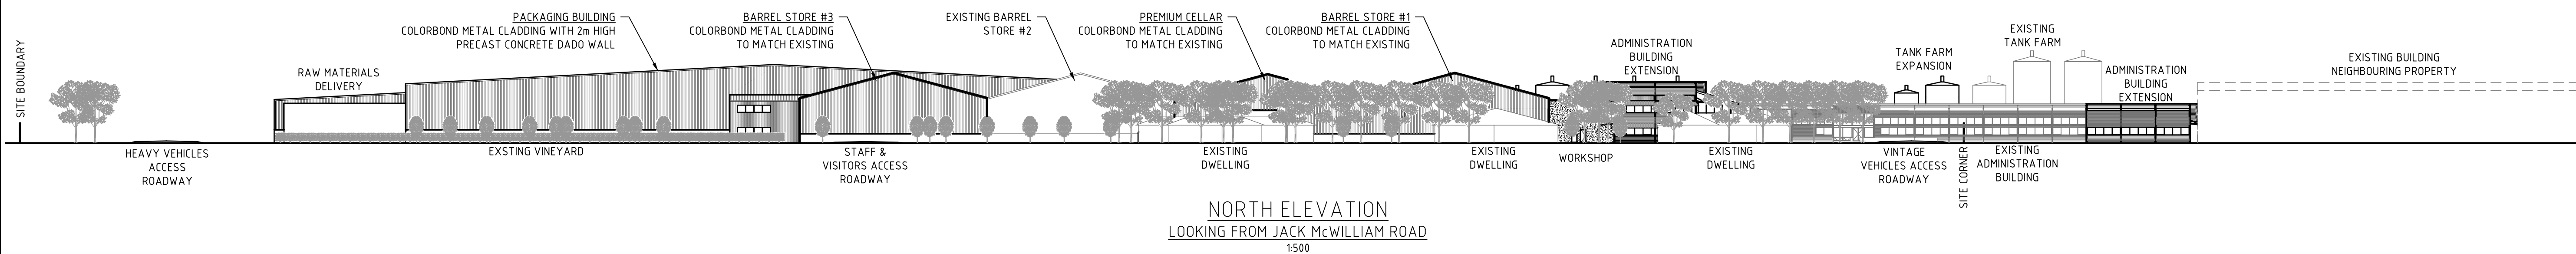 SITE BOUNDARY
HEAVY VEHICLES
ACCESS
ROADWAY
RAW MATERIALS
DELIVERY
PACKAGING BUILDING
COLORBOND METAL CLADDING WITH 2m HIGH
PRECAST CONCRETE DADO WALL
EXSTING VINEYARD
BARREL STORE #3
COLORBOND METAL CLADDING
TO MATCH EXISTING
STAFF &
VISITORS ACCESS
ROADWAY
EXISTING BARREL
STORE #2
PREMIUM CELLAR
COLORBOND METAL CLADDING
TO MATCH EXISTING
EXISTING
DWELLING
BARREL STORE #1
COLORBOND METAL CLADDING
TO MATCH EXISTING
EXISTING
DWELLING
WORKSHOP
ADMINISTRATION
BUILDING
EXTENSION
EXISTING
DWELLING
TANK FARM
EXPANSION
VINTAGE
VEHICLES ACCESS
ROADWAY
SITE CORNER
EXISTING
TANK FARM
EXISTING
ADMINISTRATION
BUILDING
ADMINISTRATION
BUILDING
EXTENSION
EXISTING BUILDING
NEIGHBOURING PROPERTY
NORTH ELEVATION
LOOKING FROM JACK McWILLIAM ROAD
1:500